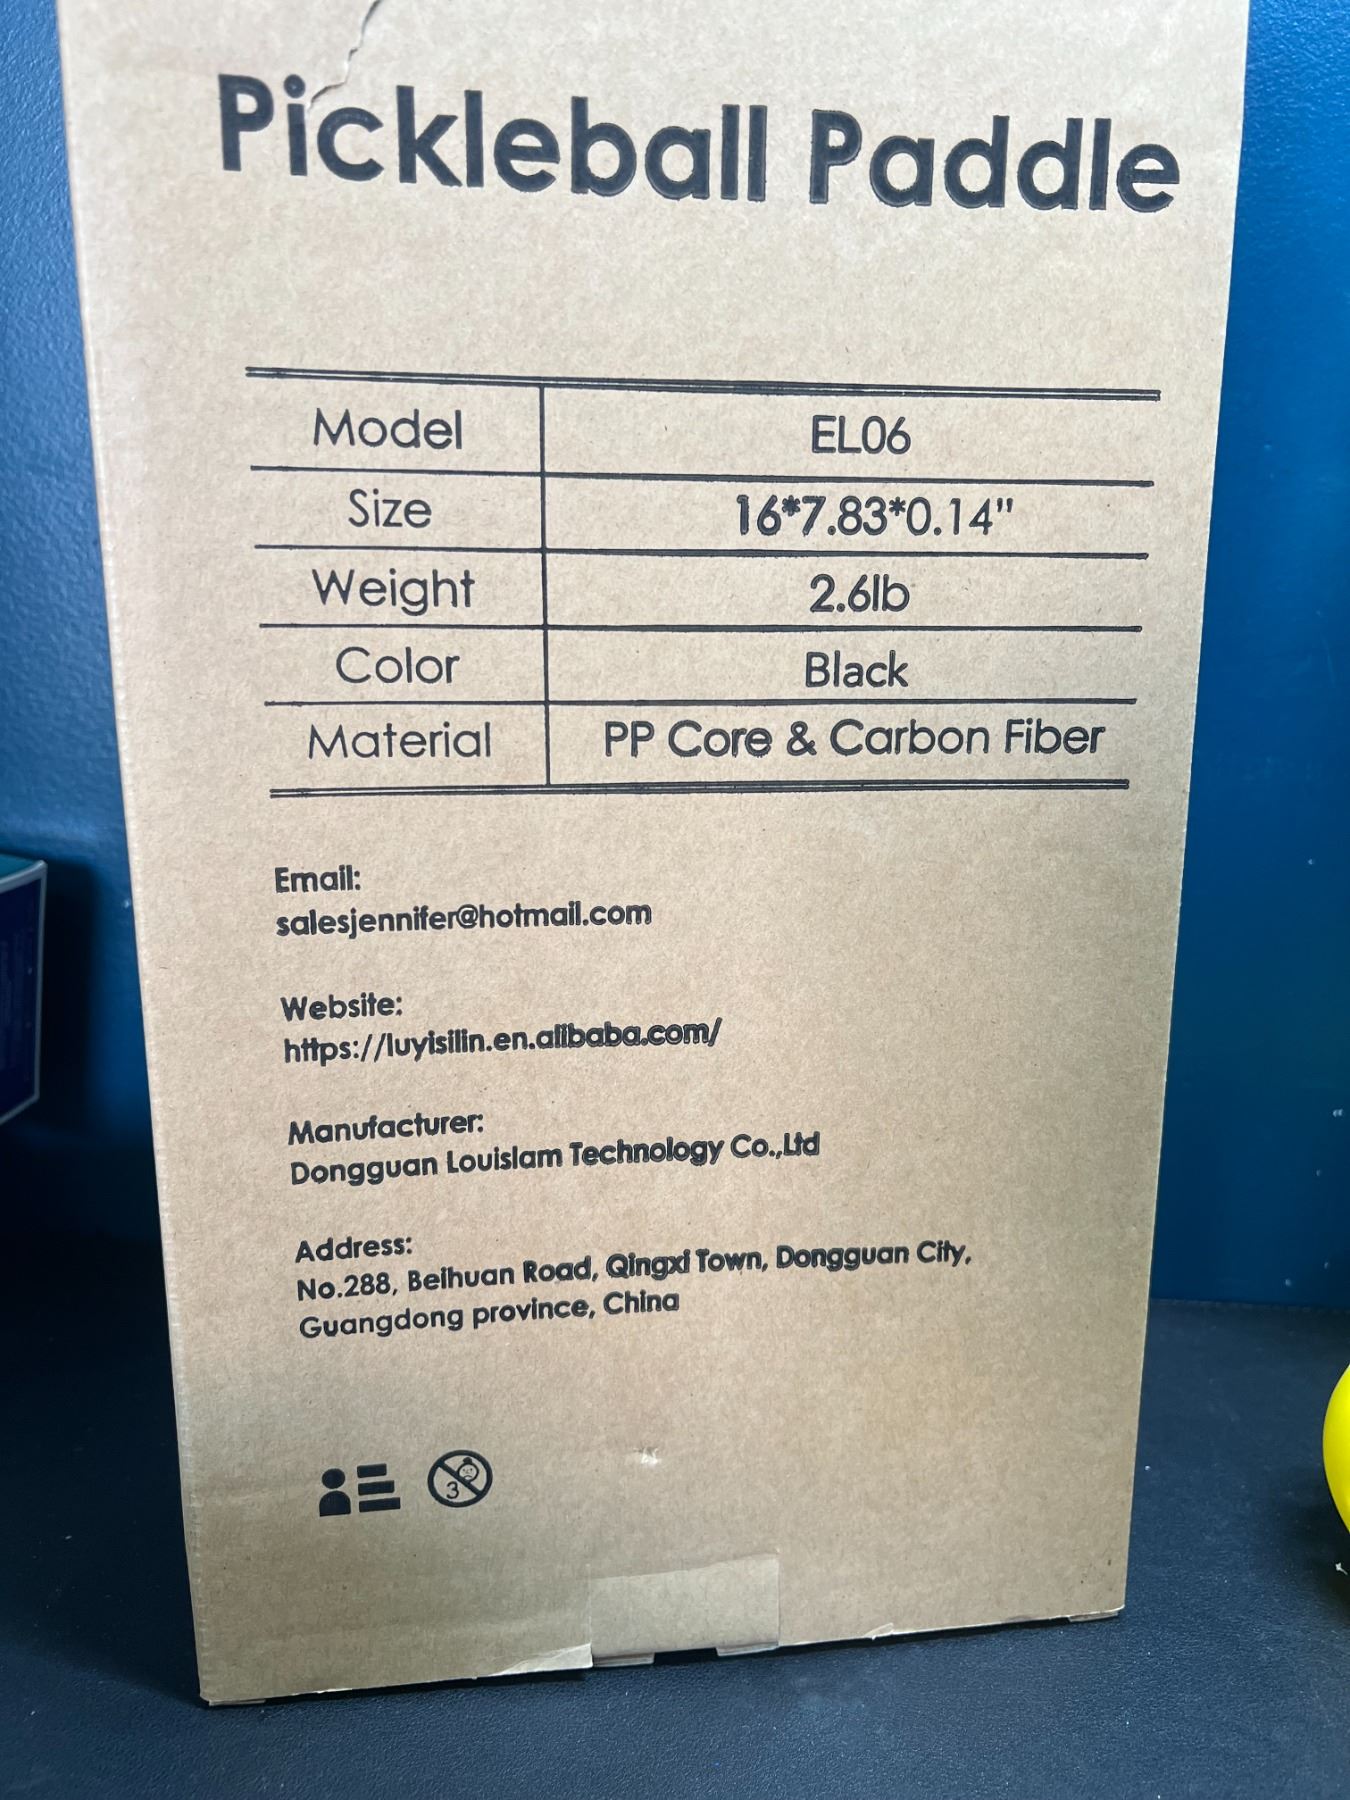 Pickleball Paddle
Model EL06
Size 16*7.83*0.14"
Weight 2.6lb
Color Black
Material PP Core & Carbon Fiber
Email:
salesjennifer@hotmail.com
Website:
https://luyisilin.en.alibaba.com/
Manufacturer:
Dongguan Louislam Technology Co.,Ltd
Address:
No.288, Beihuan Road, Qingxi Town, Dongguan City,
Guangdong province, China
3